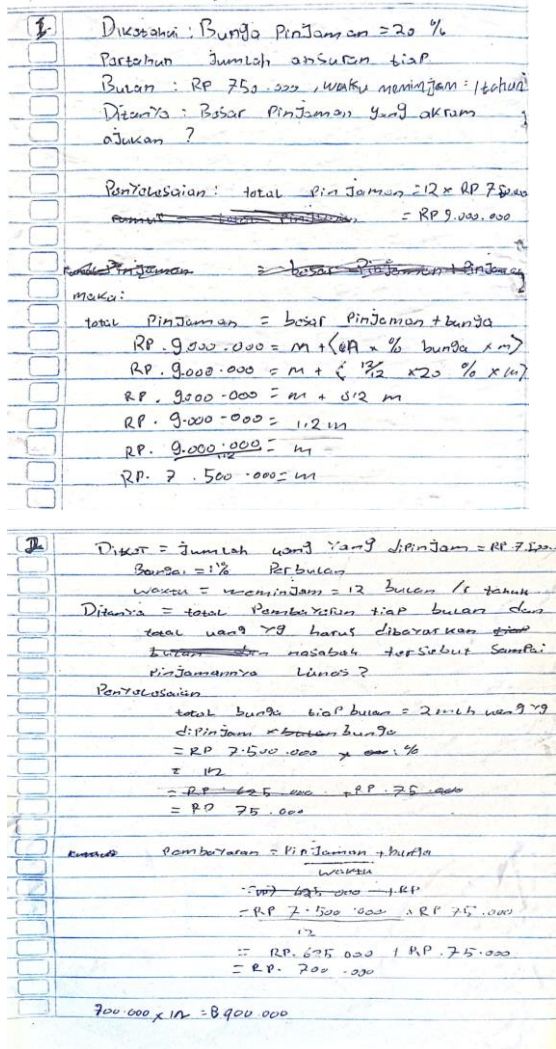 I. Diketahui : Bunga Pinjaman = 20 %
Pertahun jumlah ansuran tiap
Bulan : RP 750.000, waku meminjam : 1 tahun
Ditanya : Besar Pinjaman yang akram
ajukan ?
Penyelesaian : total Pinjaman = 12 x RP 750.000
= RP 9.000.000
maka :
total Pinjaman = besar Pinjaman + bunga
RP. 9.000.000 = m + ( x % bunga x m)
RP. 9.000.000 = m + ( 12/12 x 20 % x m)
RP. 9.000.000 = m + 0.2 m
RP. 9.000.000 = 1.2 m
RP. 9.000.000 = m
1.2
RP. 7.500.000 = m
II = jumlah uang yang dipinjam = RP 7.500.000
= 1% Perbulan
waktu = meminjam = 12 bulan / tahun
Ditanya = total Pembayaran tiap bulan dan
total uang yg harus dibayarkan
nasabah tersebut sampai
Pinjamannya Lunas ?
Penyelesaian
total bunga tiap bulan = uang yg
dipinjam x bunga
= RP 7.500.000 x %
= 12
= RP 75.000
Pembayaran = Pinjaman + bunga
waktu
= RP 7.500.000 + RP 75.000
12
= RP. 625.000 + RP. 75.000
= RP. 700.000
700.000 x 12 = 8.400.000